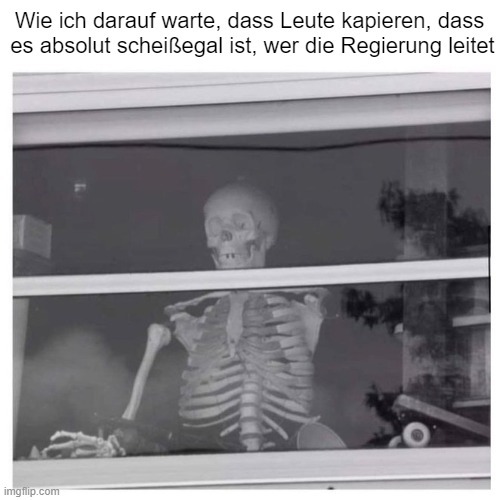 Wie ich darauf warte, dass Leute kapieren, dass
es absolut scheißegal ist, wer die Regierung leitet
imgflip.com